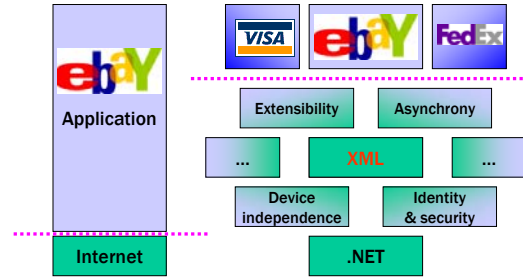 ebay
Application
Internet
VISA
ebay
FedEx
Extensibility
Asynchrony
...
XML
...
Device
independence
Identity
& security
.NET